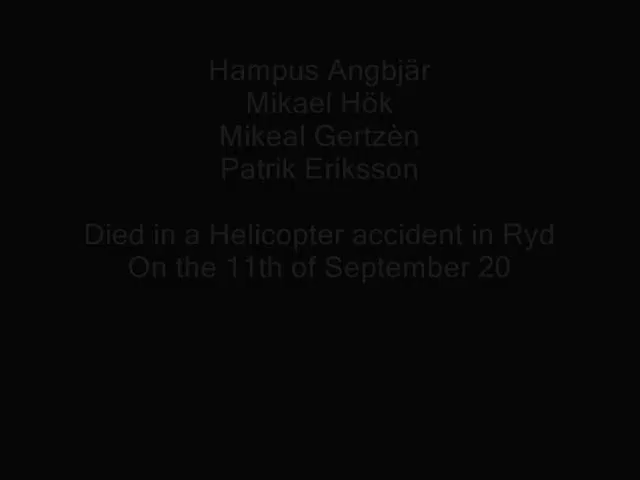 Hampus Angbjär
Mikael Hök
Mikeal Gertzèn
Patrik Eriksson
Died in a Helicopter accident in Ryd
On the 11th of September 20